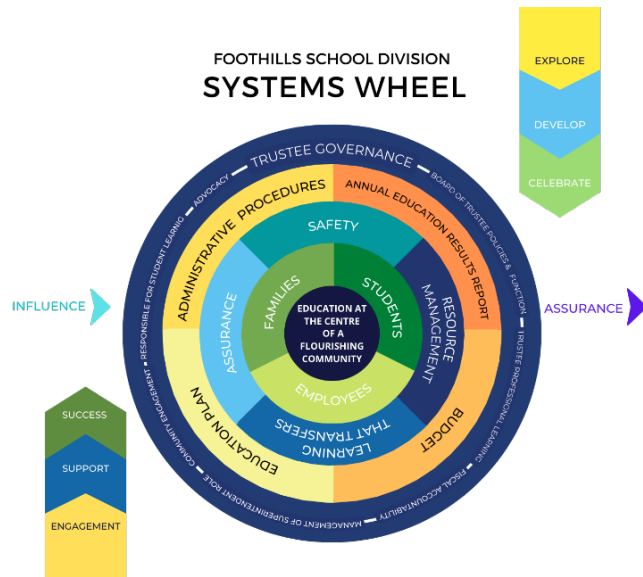 FOOTHILLS SCHOOL DIVISION
SYSTEMS WHEEL
EXPLORE
DEVELOP
CELEBRATE
INFLUENCE
ASSURANCE
SUCCESS
SUPPORT
ENGAGEMENT
TRUSTEE GOVERNANCE
BOARD OF TRUSTEE POLICIES & FUNCTION
TRUSTEE PROFESSIONAL LEARNING
FISCAL ACCOUNTABILITY
MANAGEMENT OF SUPERINTENDENT ROLE
COMMUNITY ENGAGEMENT
RESPONSIBLE FOR STUDENT LEARNIG
ADVOCACY
ADMINISTRATIVE PROCEDURES
ANNUAL EDUCATION RESULTS REPORT
BUDGET
EDUCATION PLAN
SAFETY
RESOURCE
MANAGEMENT
LEARNING
THAT TRANSFERS
ASSURANCE
FAMILIES
STUDENTS
EMPLOYEES
EDUCATION AT
THE CENTRE
OF A
FLOURISHING
COMMUNITY